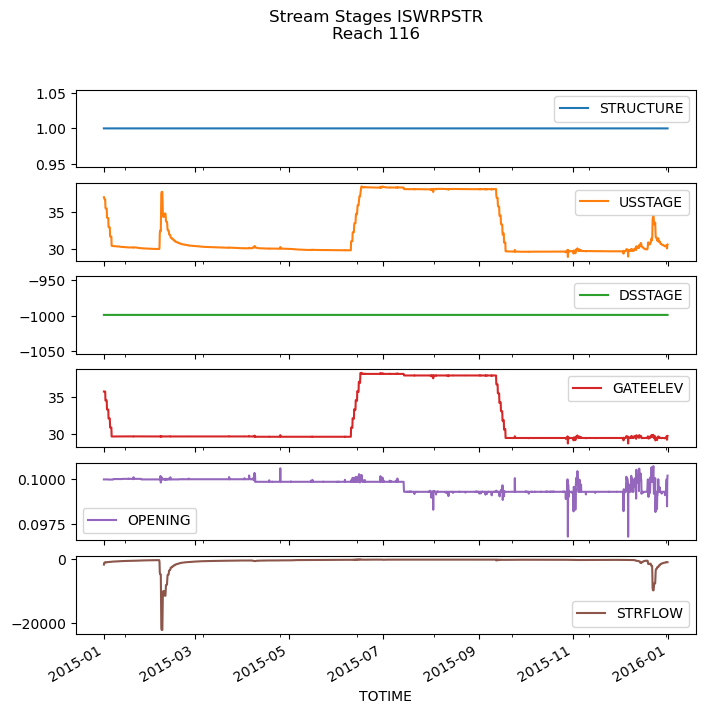 Stream Stages ISWRPSTR
Reach 116
1.05
1.00
0.95
STRUCTURE
35
30
USSTAGE
−950
−1000
−1050
DSSTAGE
35
30
GATEELEV
0.1000
0.0975
OPENING
0
−20000
STRFLOW
2015-01
2015-03
2015-05
2015-07
2015-09
2015-11
2016-01
TOTIME